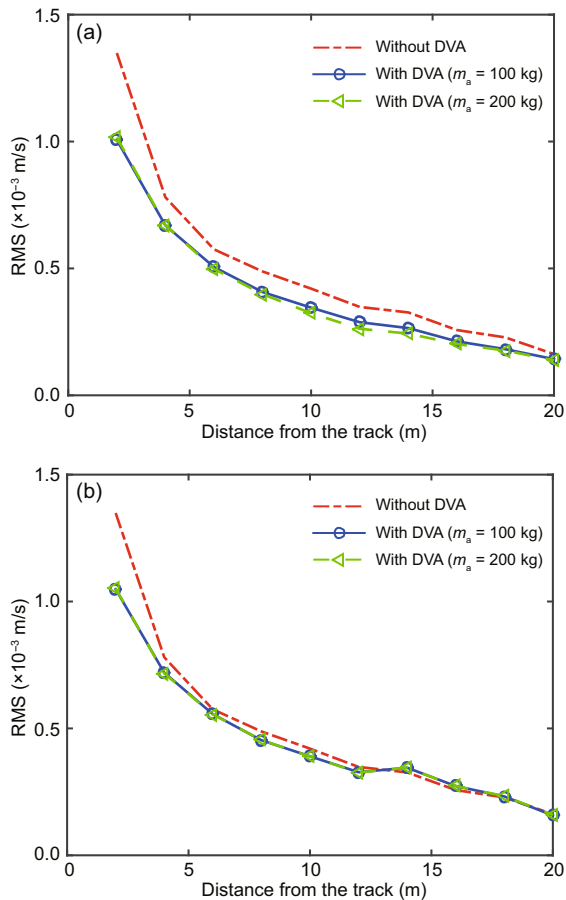 (a)
Without DVA
With DVA (mₐ = 100 kg)
With DVA (mₐ = 200 kg)
1.5
1.0
0.5
0.0
RMS (×10⁻³ m/s)
0 5 10 15 20
Distance from the track (m)
(b)
Without DVA
With DVA (mₐ = 100 kg)
With DVA (mₐ = 200 kg)
1.5
1.0
0.5
0.0
RMS (×10⁻³ m/s)
0 5 10 15 20
Distance from the track (m)